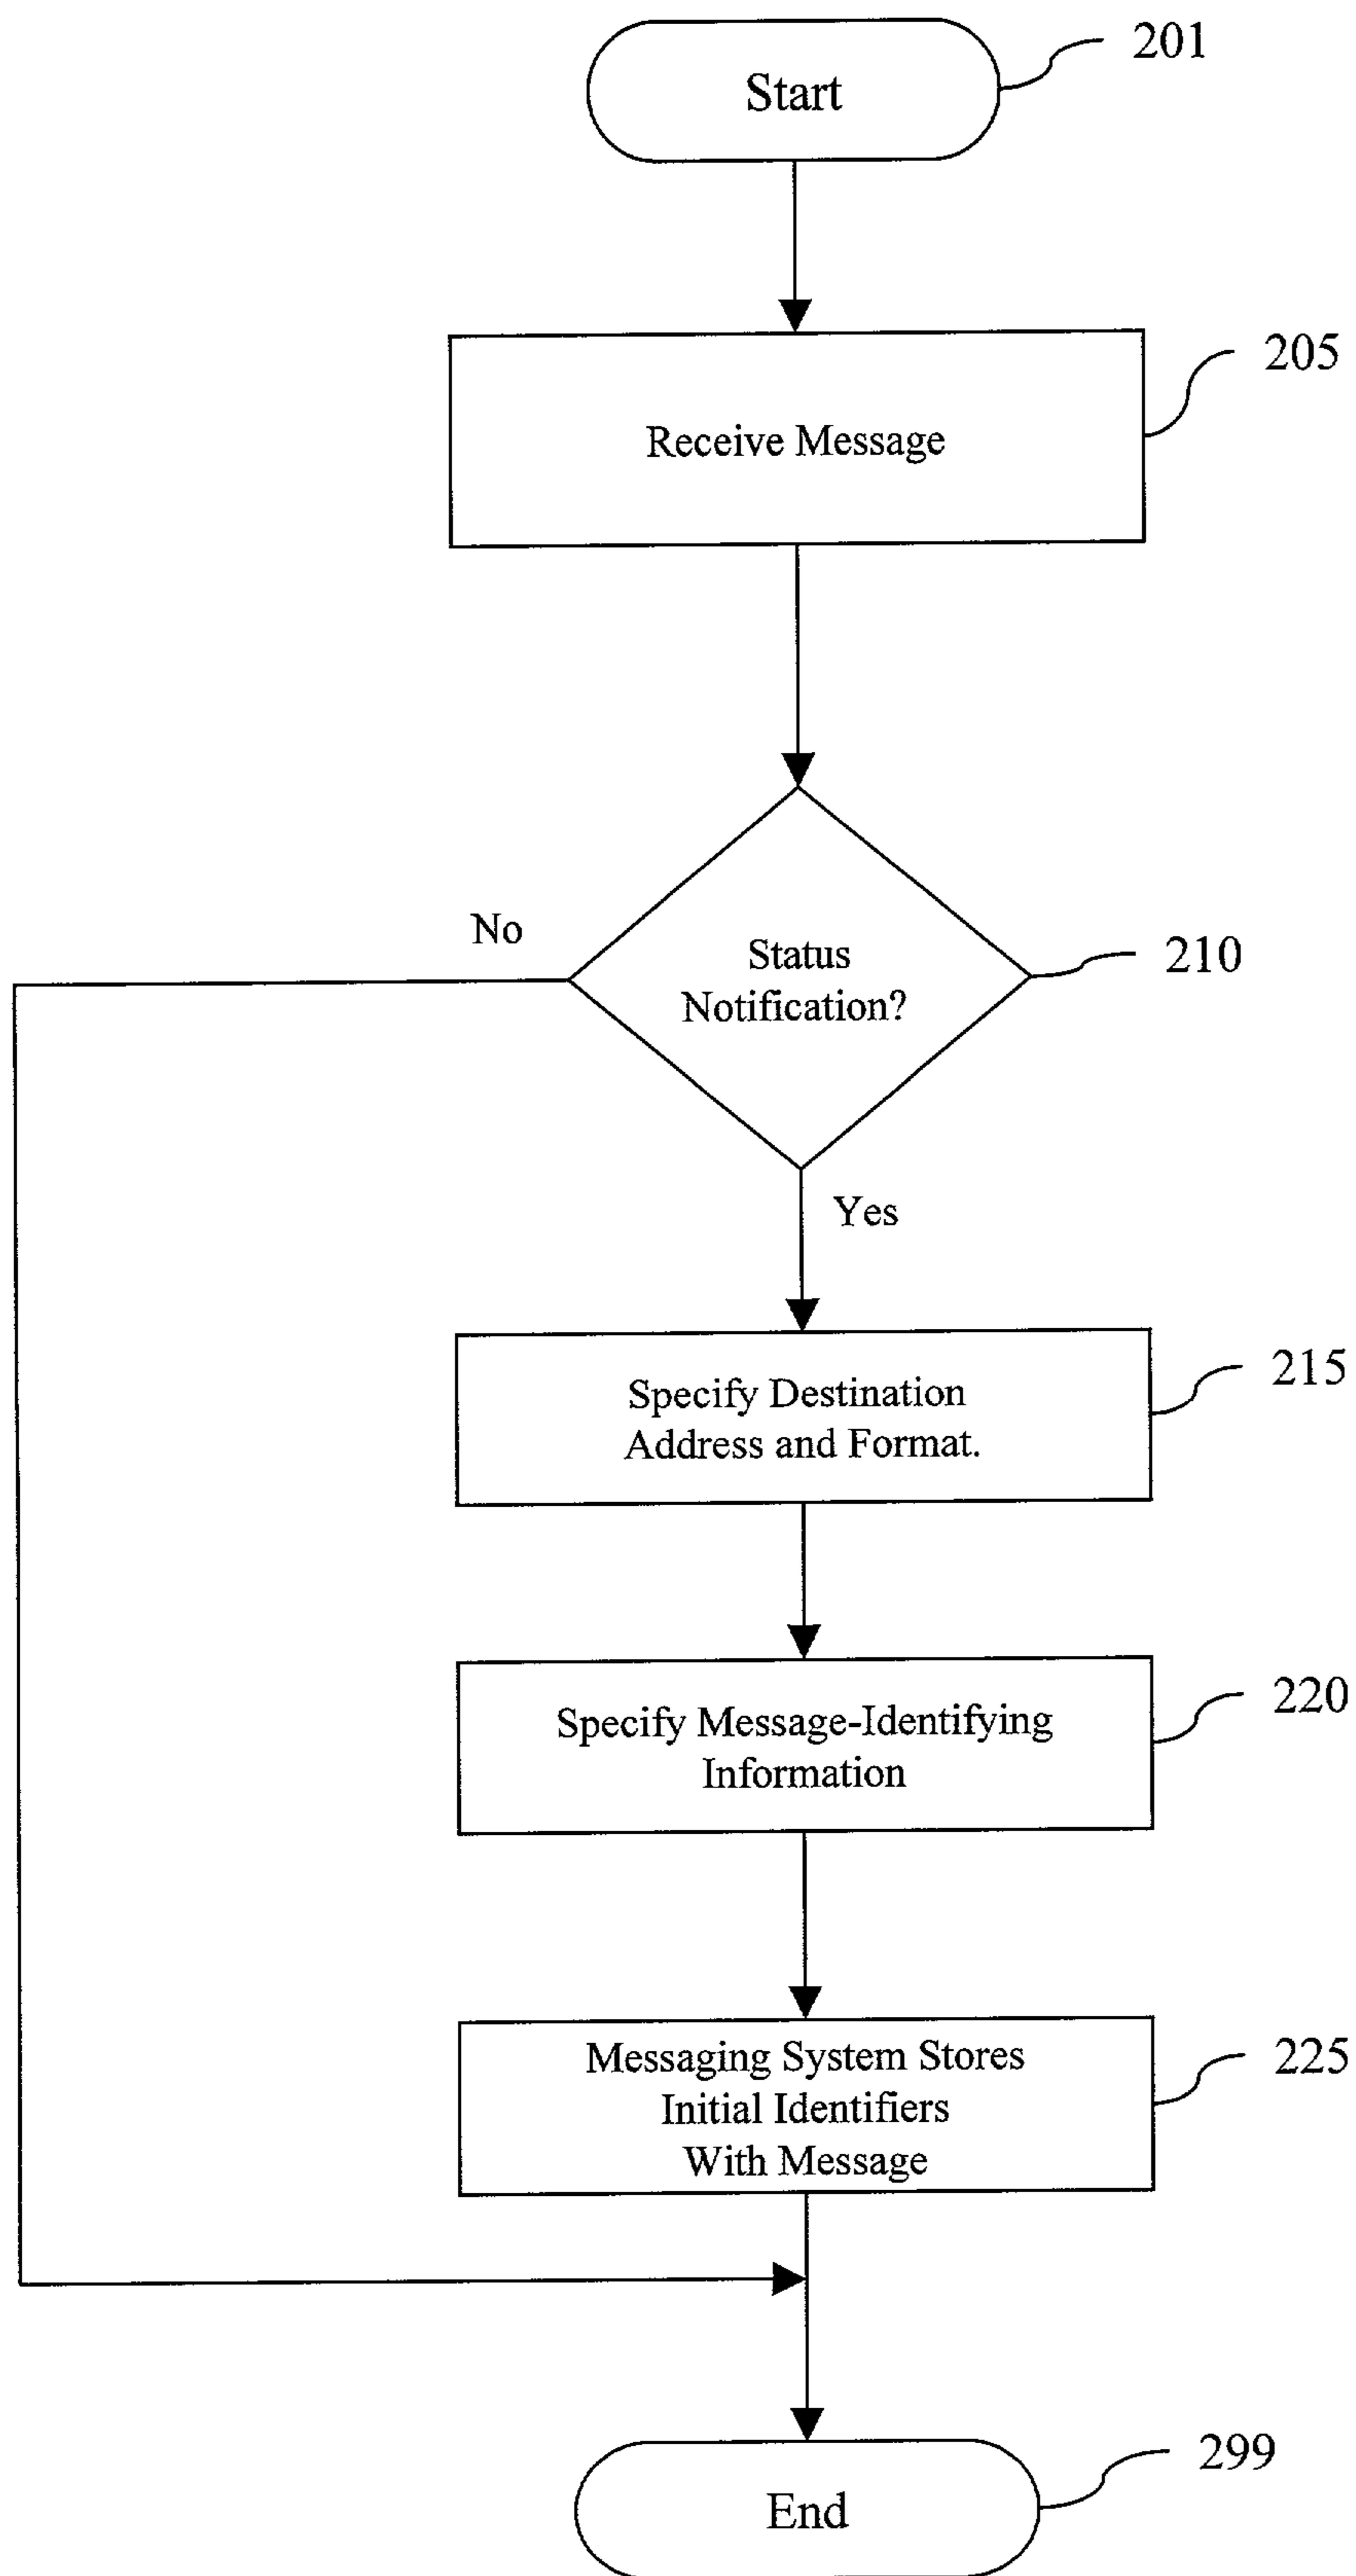 Start
201
Receive Message
205
No
Status
Notification?
210
Yes
Specify Destination
Address and Format.
215
Specify Message-Identifying
Information
220
Messaging System Stores
Initial Identifiers
With Message
225
End
299